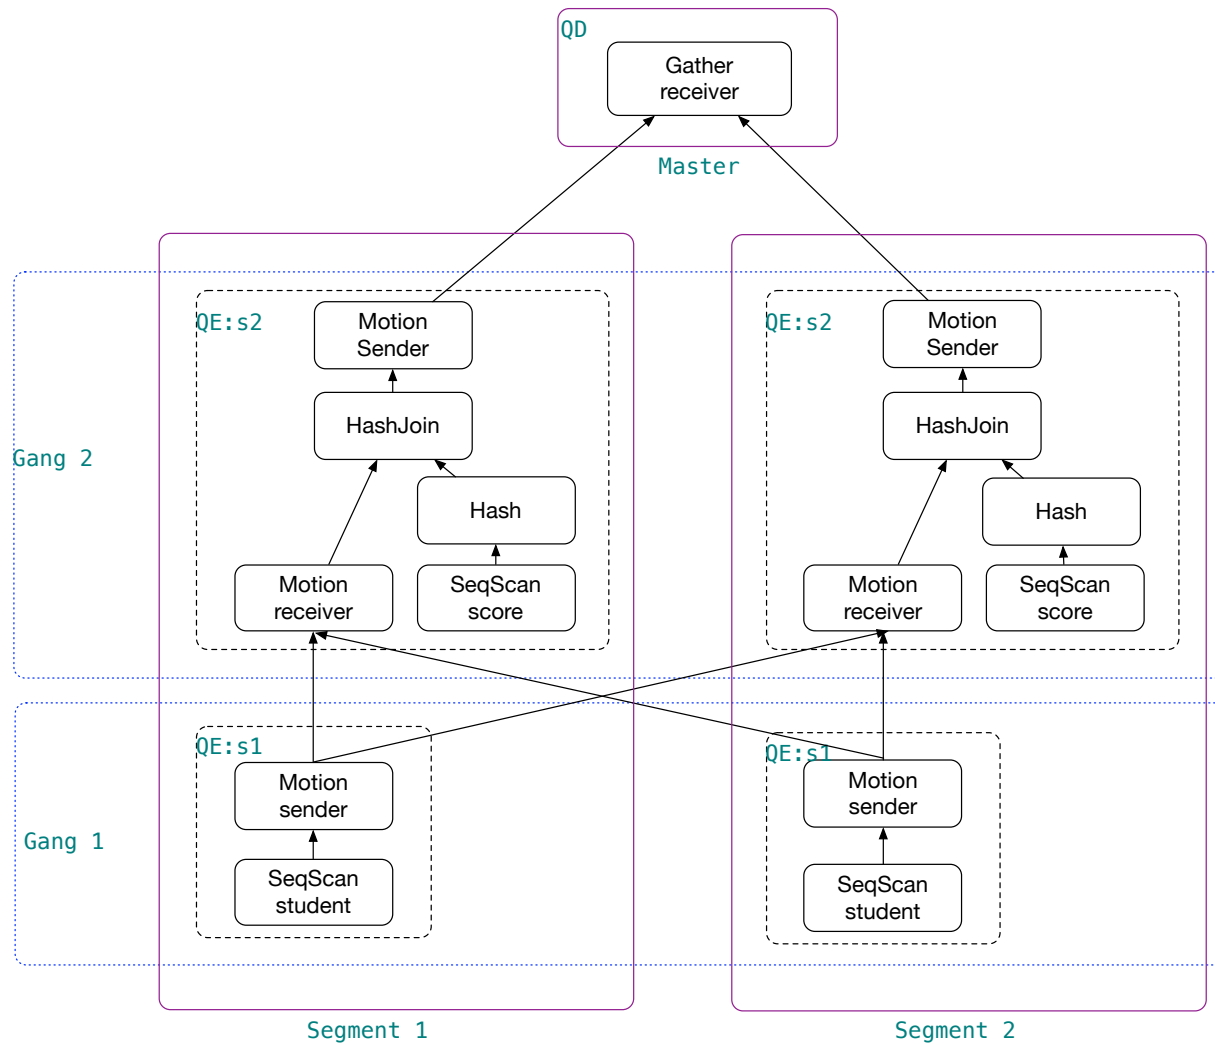 QD
Gather
receiver
Master
QE:s2
Motion
Sender
HashJoin
Hash
Motion
receiver
SeqScan
score
QE:s2
Motion
Sender
HashJoin
Hash
Motion
receiver
SeqScan
score
Gang 2
QE:s1
Motion
sender
SeqScan
student
QE:s1
Motion
sender
SeqScan
student
Gang 1
Segment 1
Segment 2